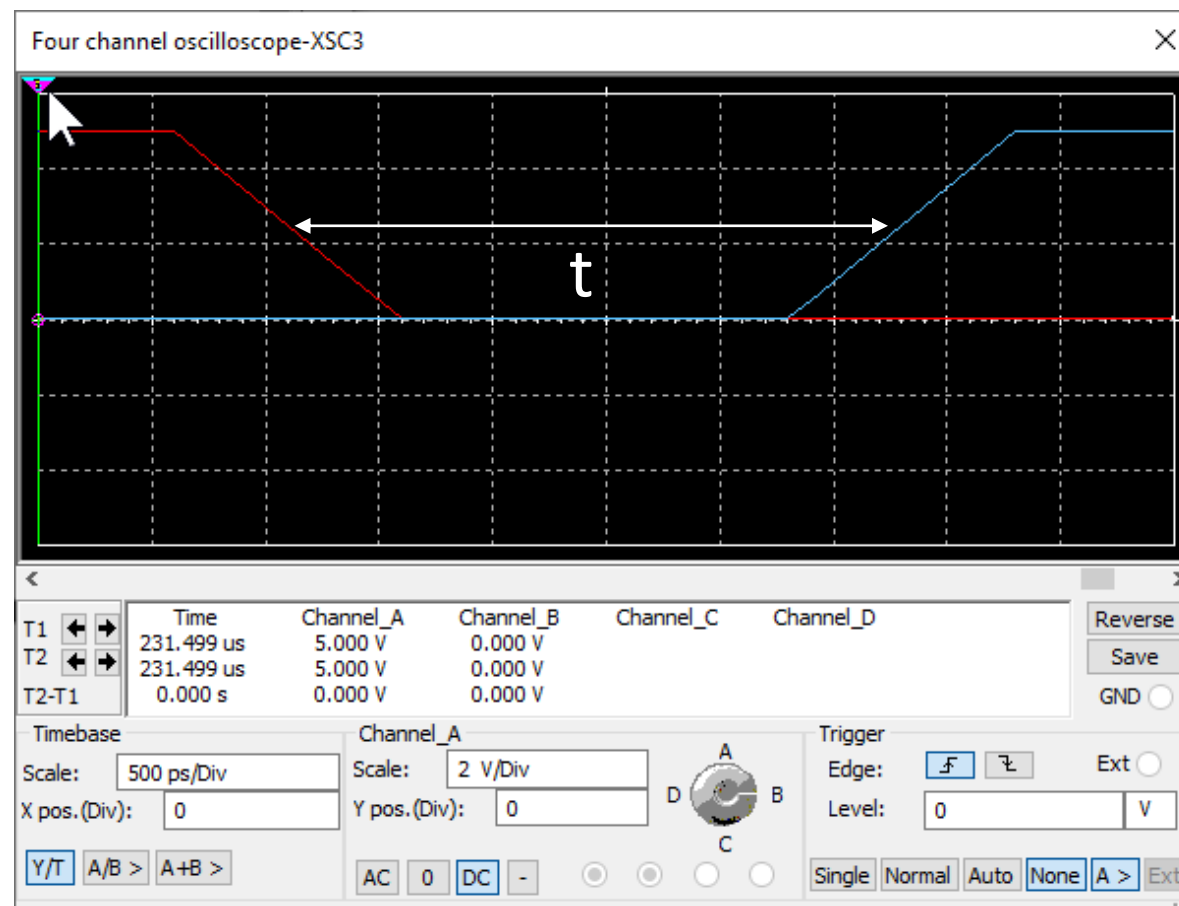 Four channel oscilloscope-XSC3
t
Time Channel_A Channel_B Channel_C Channel_D
T1 231.499 us 5.000 V 0.000 V
T2 231.499 us 5.000 V 0.000 V
T2-T1 0.000 s 0.000 V 0.000 V
Reverse
Save
GND
Timebase
Scale: 500 ps/Div
X pos.(Div): 0
Y/T A/B > A+B >
Channel_A
Scale: 2 V/Div
Y pos.(Div): 0
AC 0 DC -
A
D B
C
Trigger
Edge: Ext
Level: 0 V
Single Normal Auto None A > Ext